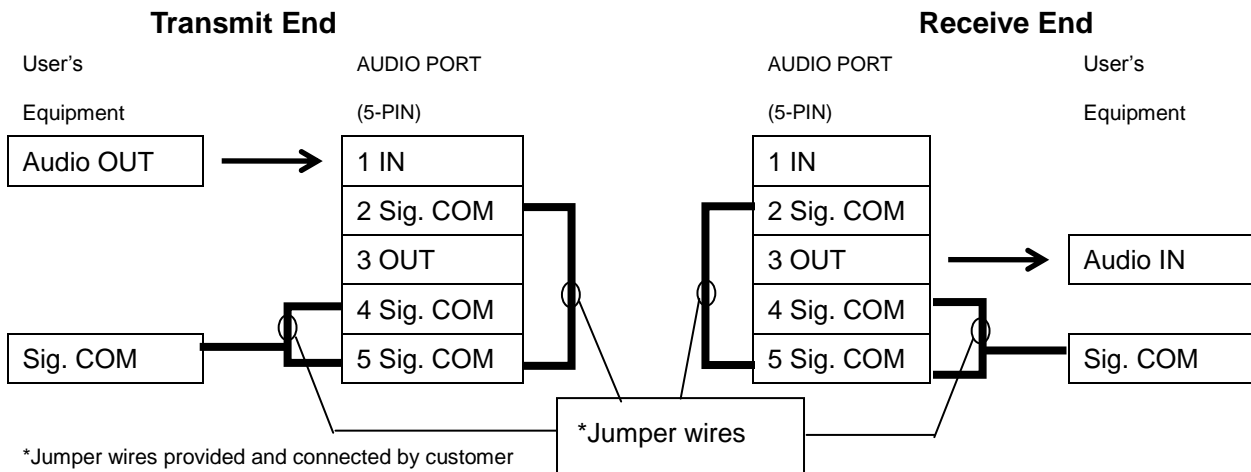 Transmit End
User's
Equipment
AUDIO PORT
(5-PIN)
Audio OUT
1 IN
2 Sig. COM
3 OUT
4 Sig. COM
5 Sig. COM
Sig. COM
Receive End
AUDIO PORT
(5-PIN)
User's
Equipment
1 IN
2 Sig. COM
3 OUT
4 Sig. COM
5 Sig. COM
Audio IN
Sig. COM
*Jumper wires
*Jumper wires provided and connected by customer